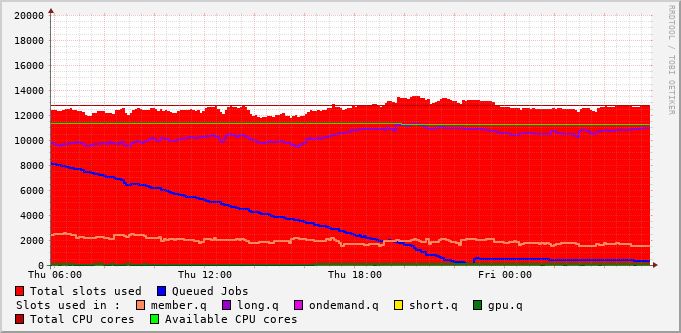 20000
18000
16000
14000
12000
10000
8000
6000
4000
2000
0
Thu 06:00 Thu 12:00 Thu 18:00 Fri 00:00
RRDTOOL / TOBI OETIKER
Total slots used Queued Jobs
Slots used in : member.q long.q ondemand.q short.q gpu.q
Total CPU cores Available CPU cores